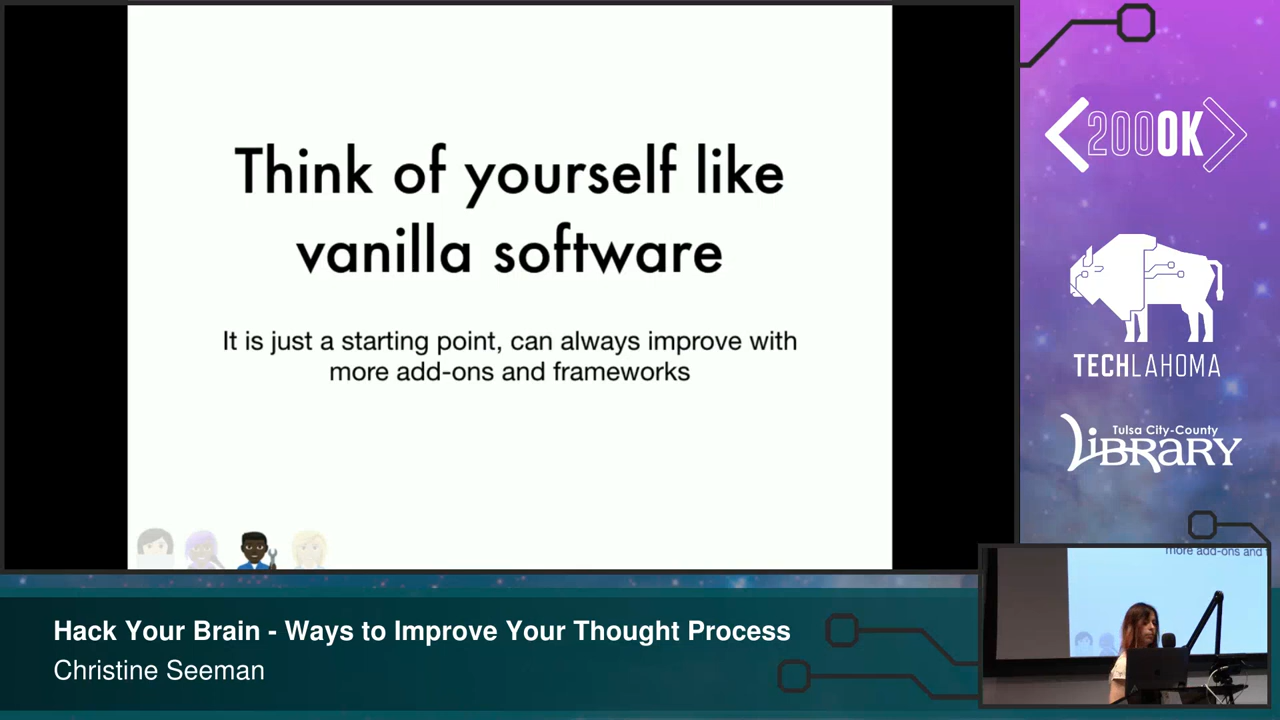 Think of yourself like
vanilla software
It is just a starting point, can always improve with
more add-ons and frameworks
200OK
TECHLAHOMA
Tulsa City-County
LiBRARY
more add-ons and
Hack Your Brain - Ways to Improve Your Thought Process
Christine Seeman